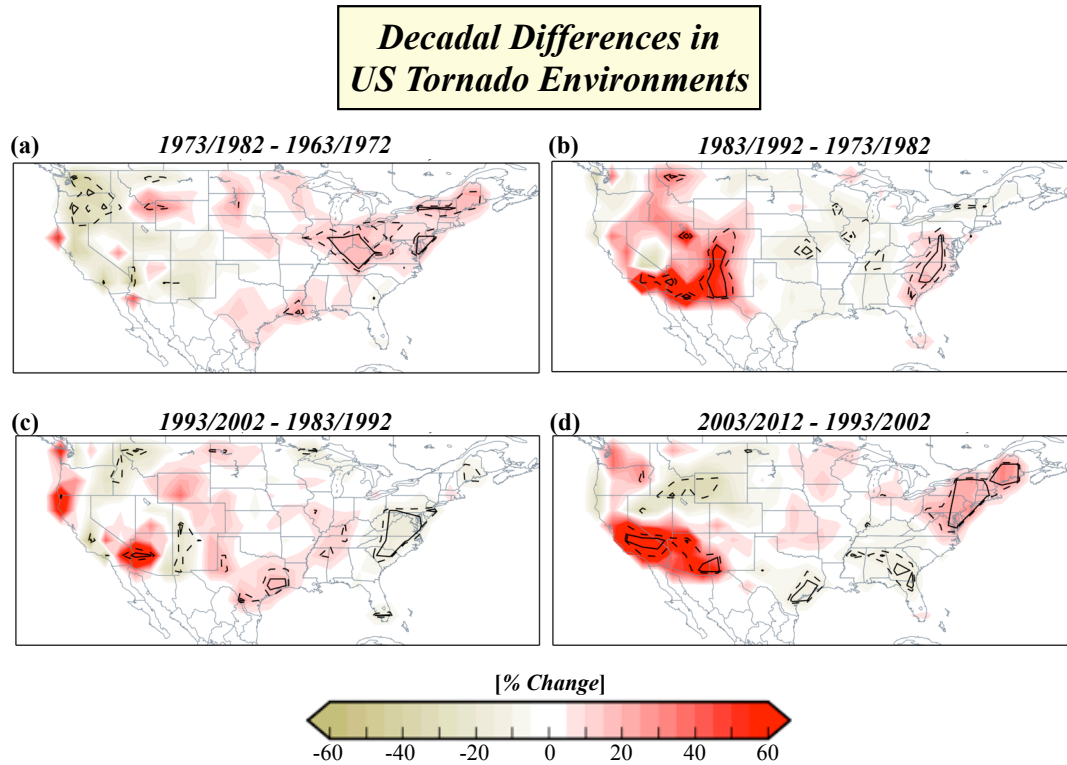 Decadal Differences in
US Tornado Environments
(a) 1973/1982 - 1963/1972
(b) 1983/1992 - 1973/1982
(c) 1993/2002 - 1983/1992
(d) 2003/2012 - 1993/2002
[% Change]
-60 -40 -20 0 20 40 60